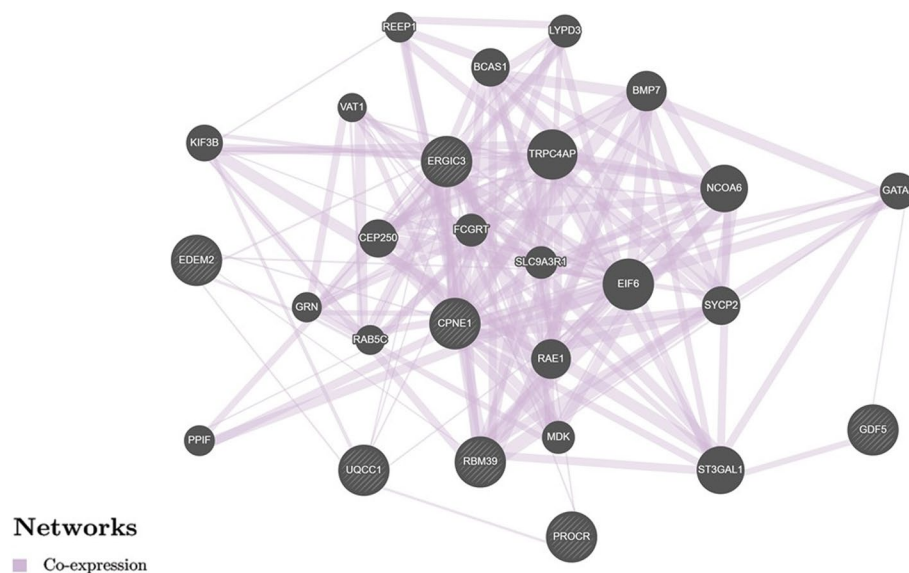 REEP1
LYPD3
BCAS1
BMP7
VAT1
KIF3B
ERGIC3
TRPC4AP
NCOA6
GATA
CEP250
FCGRT
EDEM2
SLC9A3R1
EIF6
GRN
SYCP2
CPNE1
RAB5C
RAE1
PPIF
MDK
GDF5
UQCC1
RBM39
ST3GAL1
PROCR
Networks
Co-expression